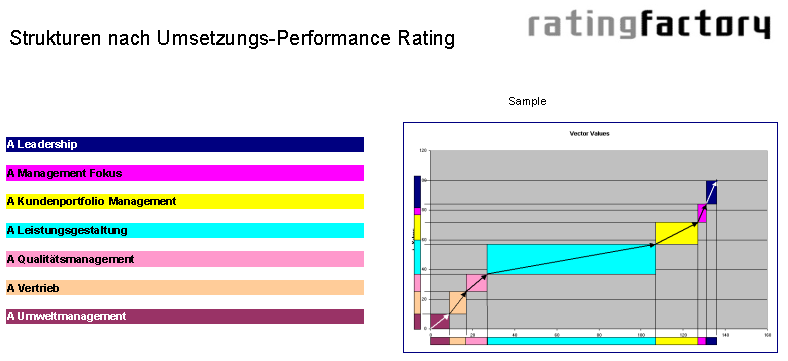 ratingfactory
Strukturen nach Umsetzungs-Performance Rating
Sample
A Leadership
A Management Fokus
A Kundenportfolio Management
A Leistungsgestaltung
A Qualitätsmanagement
A Vertrieb
A Umweltmanagement
Vector Values
120
80
60
40
20
0
0 20 40 60 80 100 120 140 160